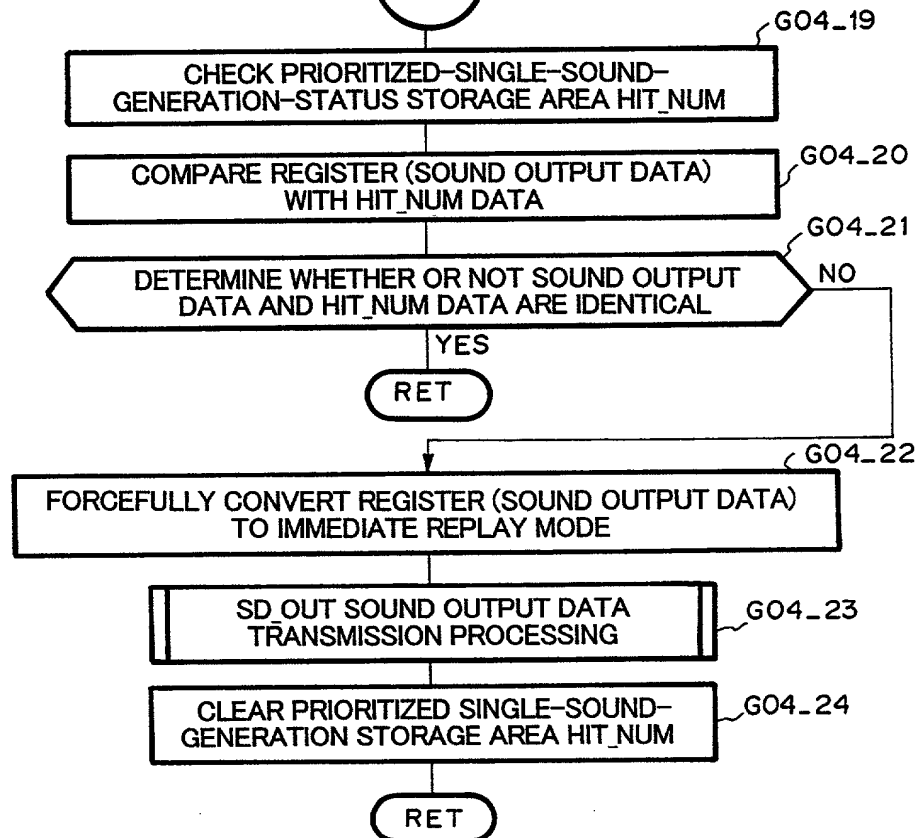 G04_19
CHECK PRIORITIZED-SINGLE-SOUND-
GENERATION-STATUS STORAGE AREA HIT_NUM
G04_20
COMPARE REGISTER (SOUND OUTPUT DATA)
WITH HIT_NUM DATA
G04_21
DETERMINE WHETHER OR NOT SOUND OUTPUT
DATA AND HIT_NUM DATA ARE IDENTICAL
NO
YES
RET
G04_22
FORCEFULLY CONVERT REGISTER (SOUND OUTPUT DATA)
TO IMMEDIATE REPLAY MODE
SD_OUT SOUND OUTPUT DATA
TRANSMISSION PROCESSING
G04_23
CLEAR PRIORITIZED SINGLE-SOUND-
GENERATION STORAGE AREA HIT_NUM
G04_24
RET